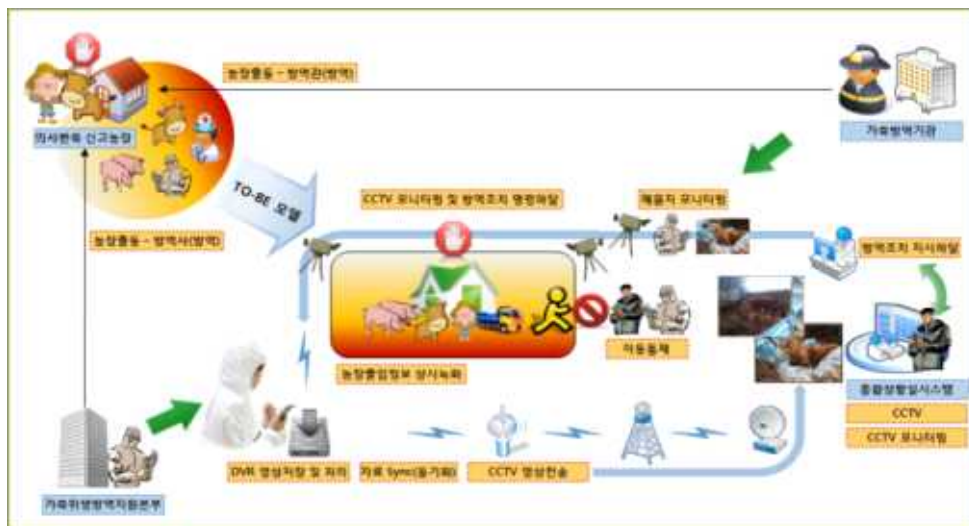 농장출동 - 방역관(방역)
의사환축 신고농장
가축방역기관
TO-BE 모델
CCTV 모니터링 및 방역조치 명령하달
매몰지 모니터링
농장출동 - 방역사(방역)
방역조치 지시하달
이동통제
농장출입정보 상시녹화
종합상황실시스템
CCTV
CCTV 모니터링
DVR 영상저장 및 처리
자료 Sync(동기화)
CCTV 영상전송
가축위생방역지원본부